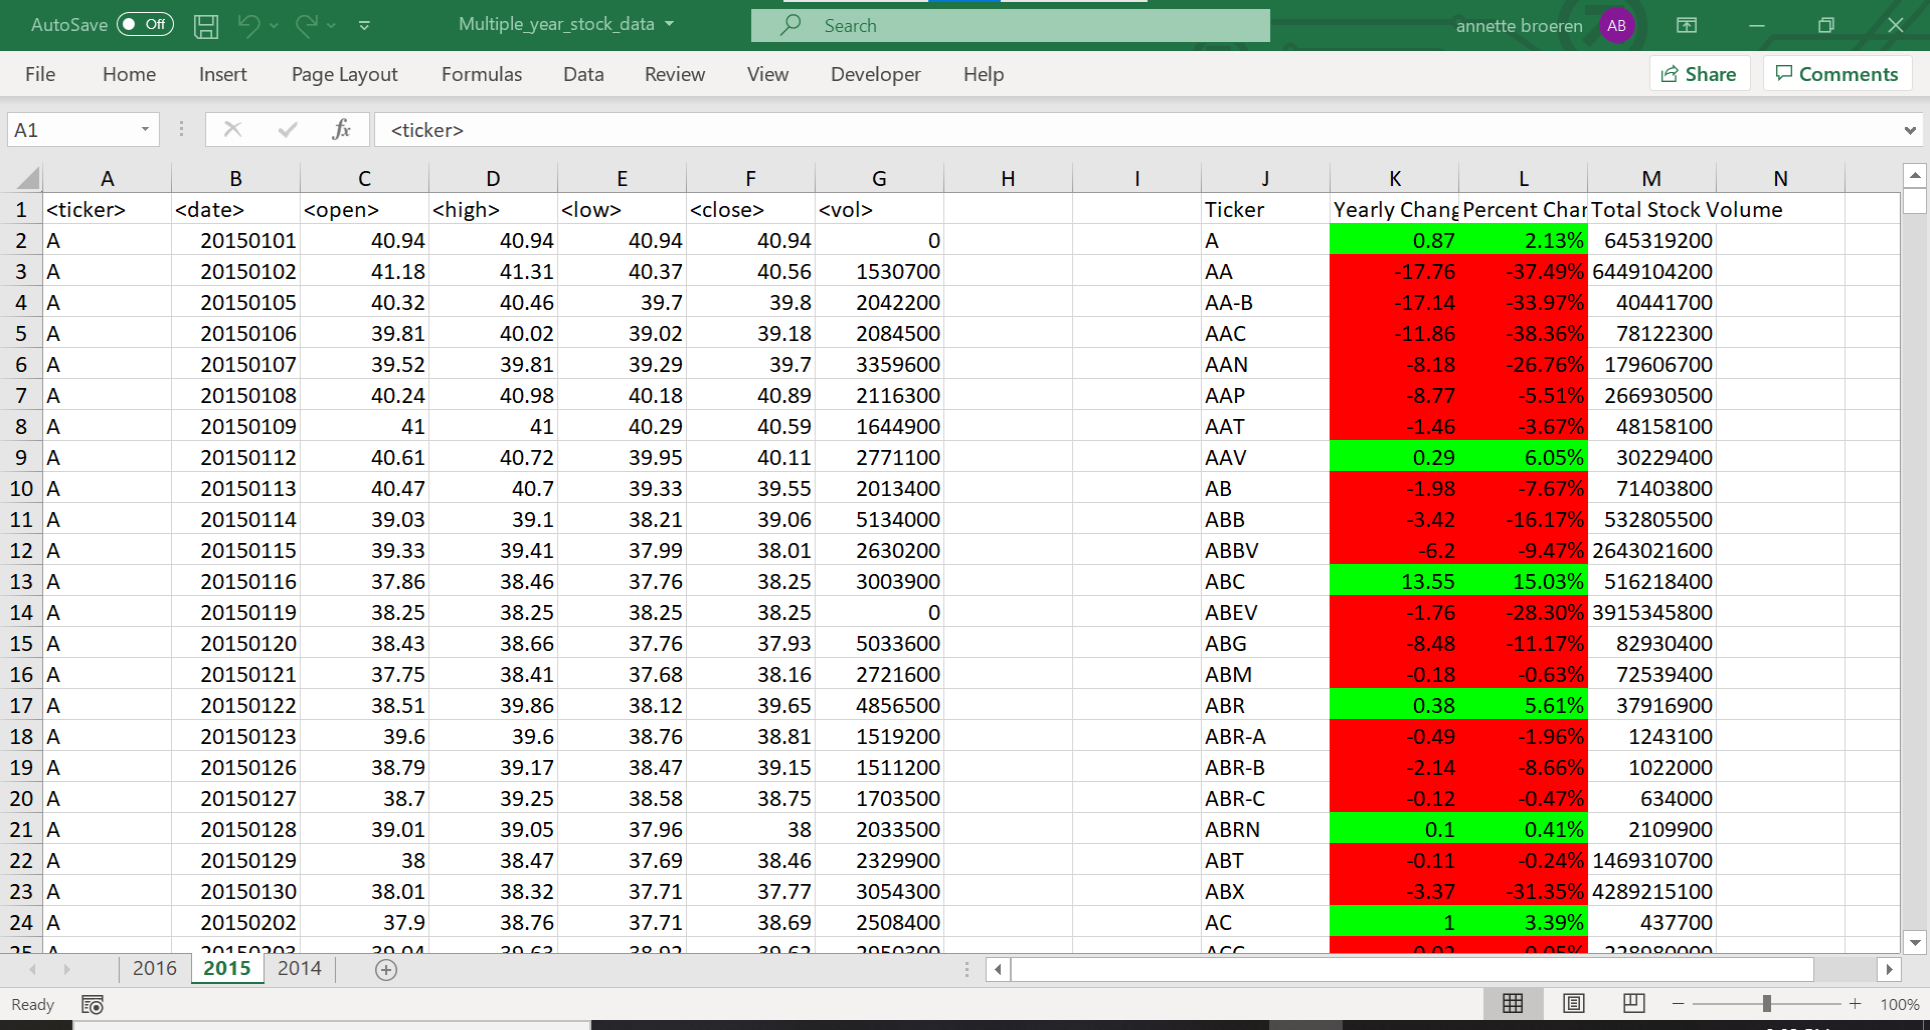 AutoSave Off Multiple_year_stock_data Search annette broeren AB
File Home Insert Page Layout Formulas Data Review View Developer Help Share Comments
A1 fx <ticker>
A B C D E F G H I J K L M N
1 <ticker> <date> <open> <high> <low> <close> <vol> Ticker Yearly Chang Percent Char Total Stock Volume
2 A 20150101 40.94 40.94 40.94 40.94 0 A 0.87 2.13% 645319200
3 A 20150102 41.18 41.31 40.37 40.56 1530700 AA -17.76 -37.49% 6449104200
4 A 20150105 40.32 40.46 39.7 39.8 2042200 AA-B -17.14 -33.97% 40441700
5 A 20150106 39.81 40.02 39.02 39.18 2084500 AAC -11.86 -38.36% 78122300
6 A 20150107 39.52 39.81 39.29 39.7 3359600 AAN -8.18 -26.76% 179606700
7 A 20150108 40.24 40.98 40.18 40.89 2116300 AAP -8.77 -5.51% 266930500
8 A 20150109 41 41 40.29 40.59 1644900 AAT -1.46 -3.67% 48158100
9 A 20150112 40.61 40.72 39.95 40.11 2771100 AAV 0.29 6.05% 30229400
10 A 20150113 40.47 40.7 39.33 39.55 2013400 AB -1.98 -7.67% 71403800
11 A 20150114 39.03 39.1 38.21 39.06 5134000 ABB -3.42 -16.17% 532805500
12 A 20150115 39.33 39.41 37.99 38.01 2630200 ABBV -6.2 -9.47% 2643021600
13 A 20150116 37.86 38.46 37.76 38.25 3003900 ABC 13.55 15.03% 516218400
14 A 20150119 38.25 38.25 38.25 38.25 0 ABEV -1.76 -28.30% 3915345800
15 A 20150120 38.43 38.66 37.76 37.93 5033600 ABG -8.48 -11.17% 82930400
16 A 20150121 37.75 38.41 37.68 38.16 2721600 ABM -0.18 -0.63% 72539400
17 A 20150122 38.51 39.86 38.12 39.65 4856500 ABR 0.38 5.61% 37916900
18 A 20150123 39.6 39.6 38.76 38.81 1519200 ABR-A -0.49 -1.96% 1243100
19 A 20150126 38.79 39.17 38.47 39.15 1511200 ABR-B -2.14 -8.66% 1022000
20 A 20150127 38.7 39.25 38.58 38.75 1703500 ABR-C -0.12 -0.47% 634000
21 A 20150128 39.01 39.05 37.96 38 2033500 ABRN 0.1 0.41% 2109900
22 A 20150129 38 38.47 37.69 38.46 2329900 ABT -0.11 -0.24% 1469310700
23 A 20150130 38.01 38.32 37.71 37.77 3054300 ABX -3.37 -31.35% 4289215100
24 A 20150202 37.9 38.76 37.71 38.69 2508400 AC 1 3.39% 437700
25 A 20150203
2016 2015 2014
Ready 100%